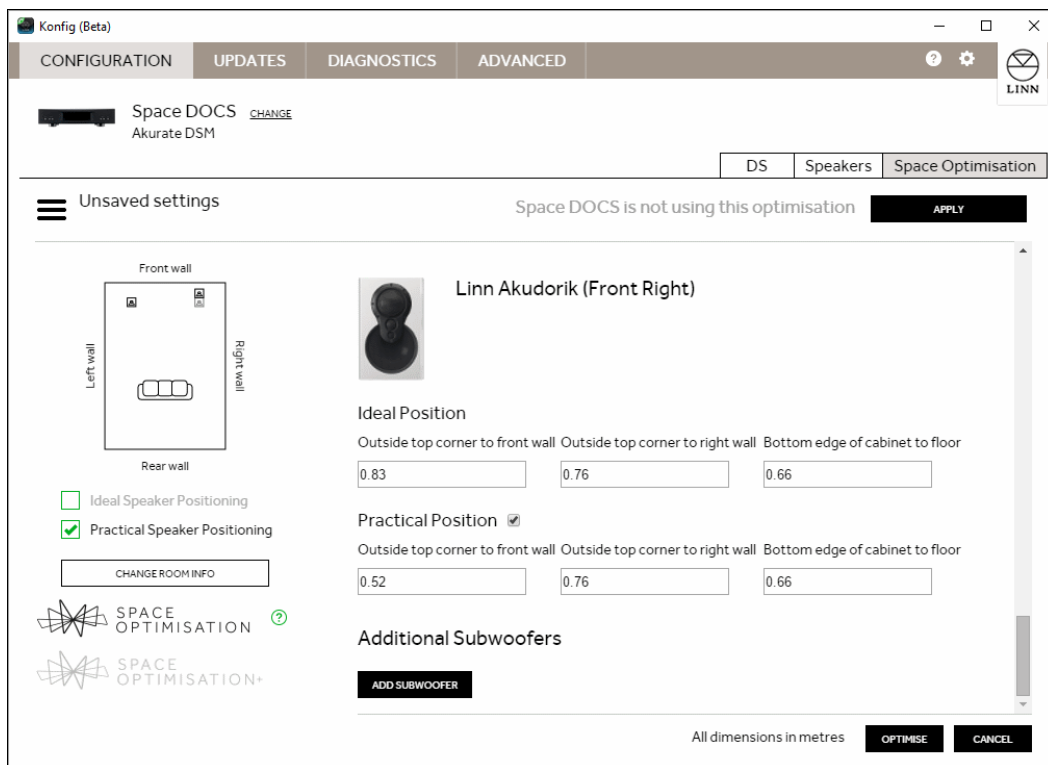 Konfig (Beta)
CONFIGURATION UPDATES DIAGNOSTICS ADVANCED
LINN
Space DOCS CHANGE
Akurate DSM
DS Speakers Space Optimisation
Unsaved settings
Space DOCS is not using this optimisation APPLY
Front wall
Left wall
Right wall
Rear wall
Ideal Speaker Positioning
Practical Speaker Positioning
CHANGE ROOM INFO
SPACE
OPTIMISATION ?
SPACE
OPTIMISATION+
Linn Akudorik (Front Right)
Ideal Position
Outside top corner to front wall Outside top corner to right wall Bottom edge of cabinet to floor
0.83 0.76 0.66
Practical Position
Outside top corner to front wall Outside top corner to right wall Bottom edge of cabinet to floor
0.52 0.76 0.66
Additional Subwoofers
ADD SUBWOOFER
All dimensions in metres OPTIMISE CANCEL